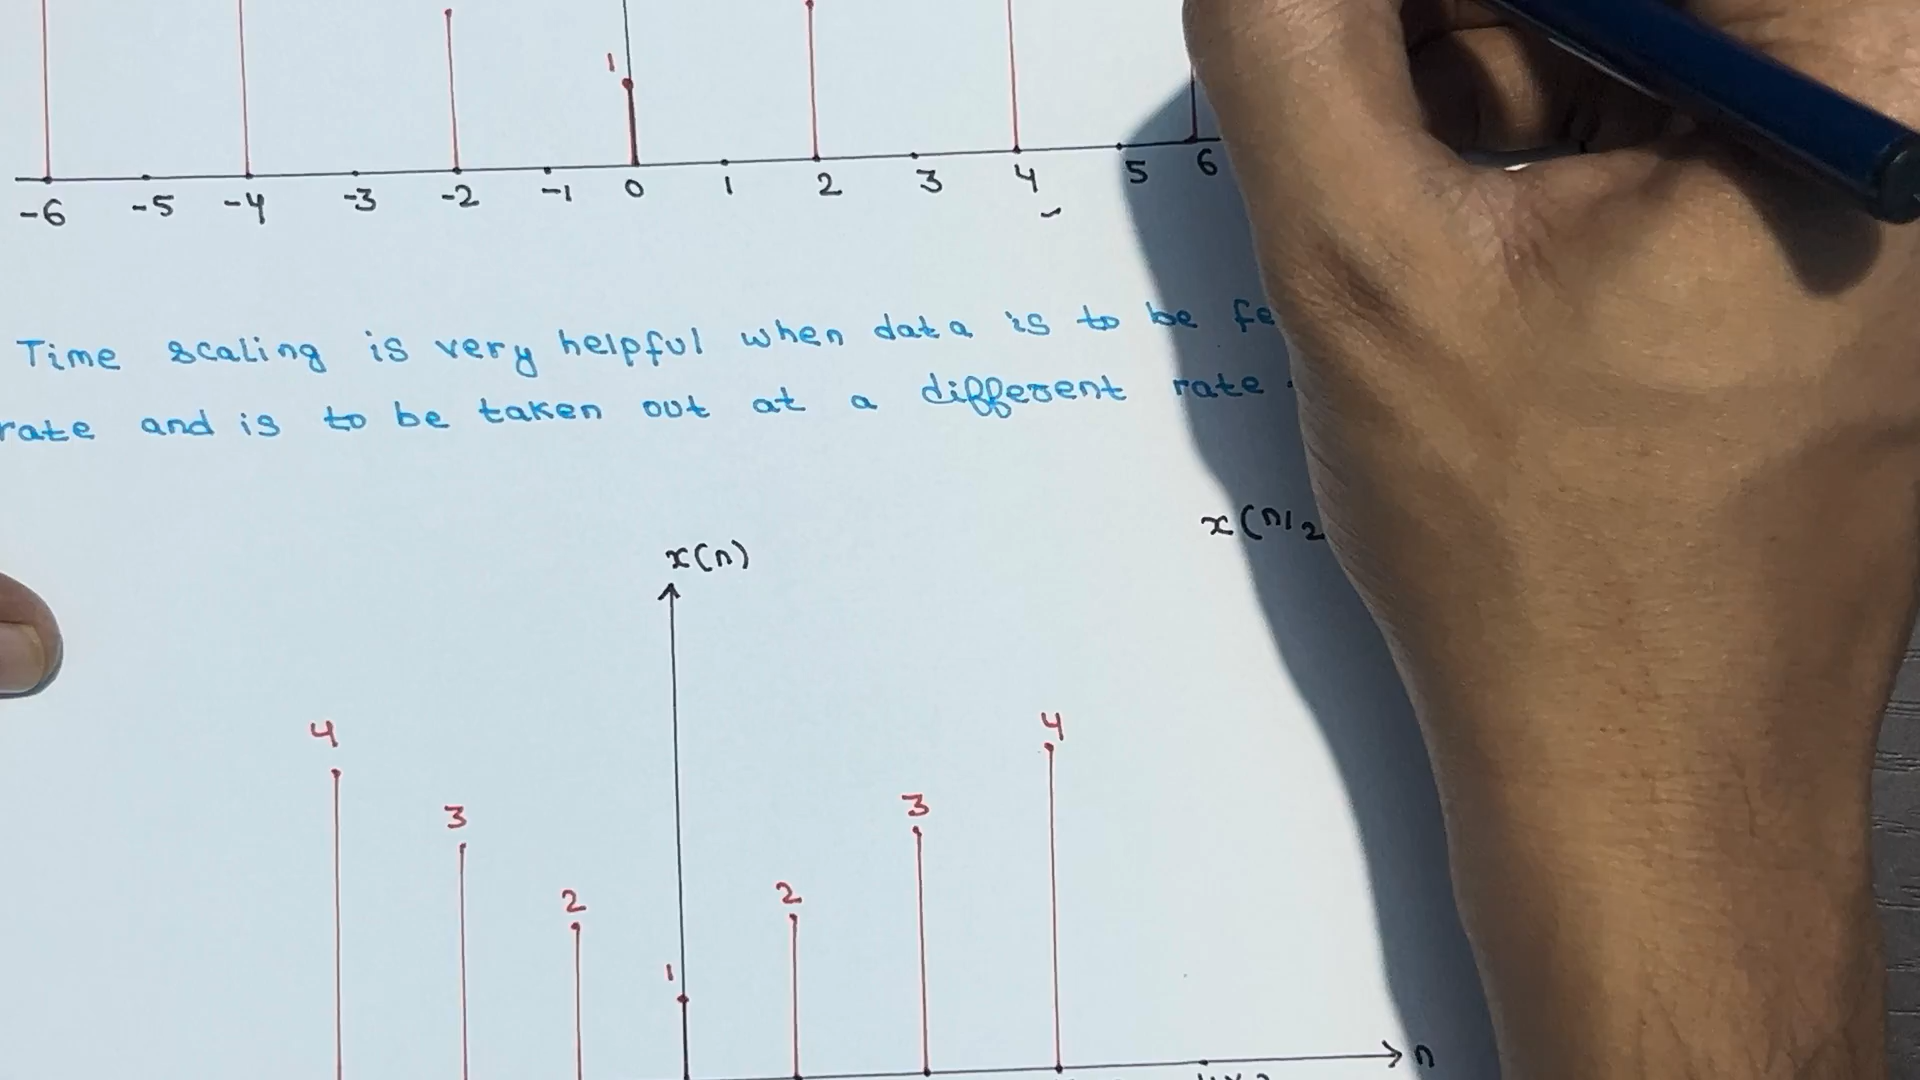 1
-6 -5 -4 -3 -2 -1 0 1 2 3 4 5 6
Time scaling is very helpful when data is to be
rate and is to be taken out at a different rate
x(n/2
x(n)
4 4
3 3
2 2
1
n